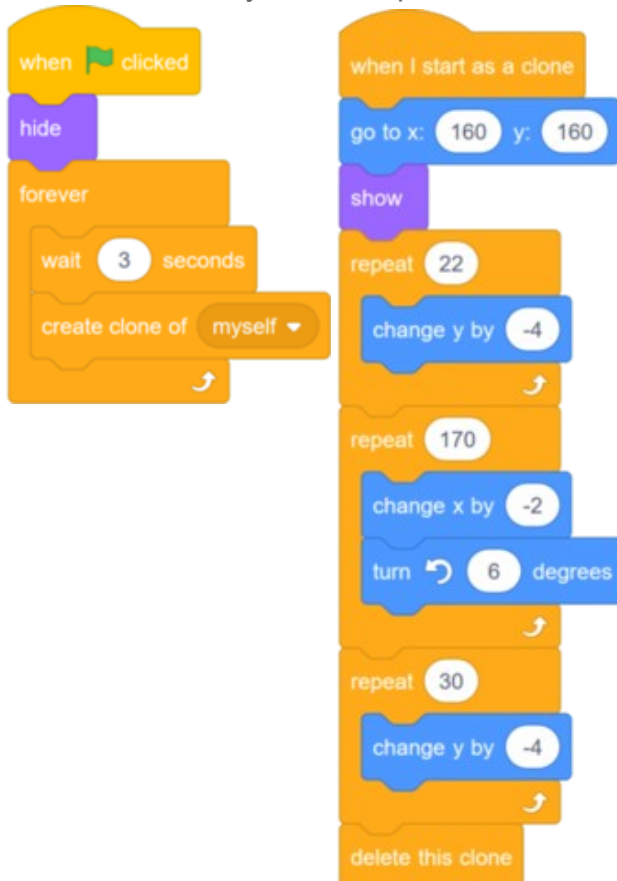 when clicked
hide
forever
wait 3 seconds
create clone of myself
when I start as a clone
go to x: 160 y: 160
show
repeat 22
change y by -4
repeat 170
change x by -2
turn 6 degrees
repeat 30
change y by -4
delete this clone